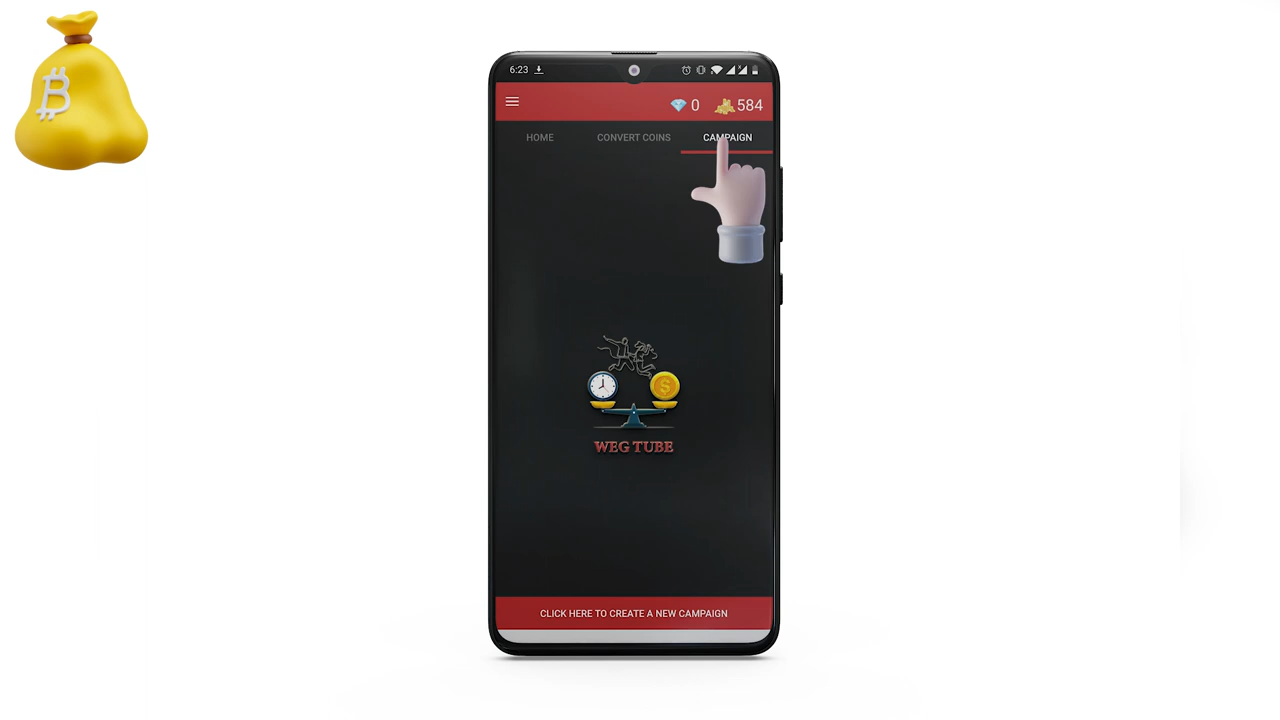 6:23
0 584
HOME CONVERT COINS CAMPAIGN
WEG TUBE
CLICK HERE TO CREATE A NEW CAMPAIGN